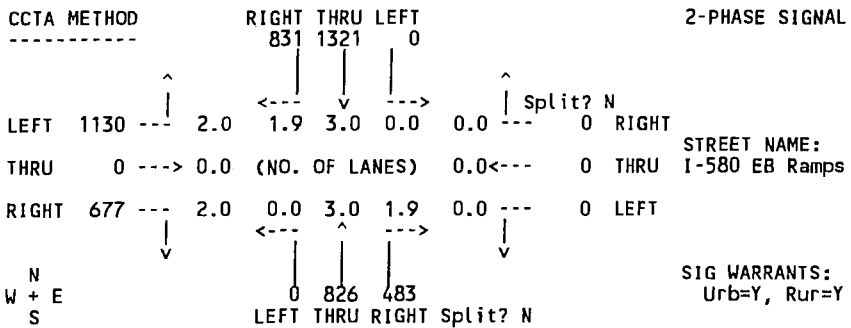 CCTA METHOD RIGHT THRU LEFT 2-PHASE SIGNAL
----------- 831 1321 0
^ ^
<--- v ---> Split? N
LEFT 1130 --- 2.0 1.9 3.0 0.0 0.0 --- 0 RIGHT
STREET NAME:
THRU 0 ---> 0.0 (NO. OF LANES) 0.0<--- 0 THRU I-580 EB Ramps
RIGHT 677 --- 2.0 0.0 3.0 1.9 0.0 --- 0 LEFT
<--- ^ --->
v v
N SIG WARRANTS:
W + E 0 826 483 Urb=Y, Rur=Y
S LEFT THRU RIGHT Split? N